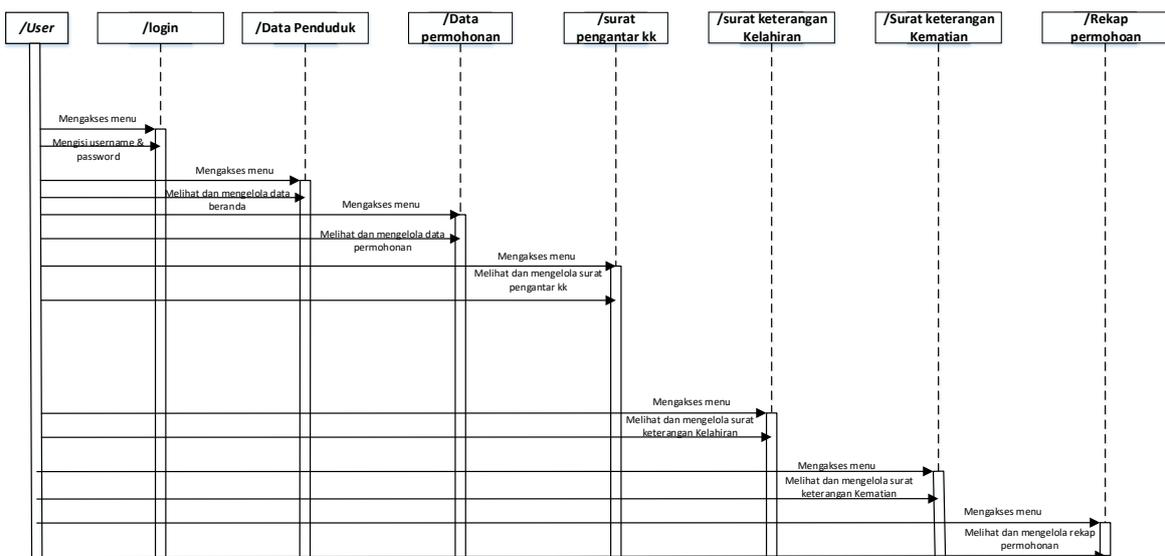 /User
/login
/Data Penduduk
/Data
permohonan
/surat
pengantar kk
/surat keterangan
Kelahiran
/Surat keterangan
Kematian
/Rekap
permohoan
Mengakses menu
Mengisi username &
password
Mengakses menu
Melihat dan mengelola data
beranda
Mengakses menu
Melihat dan mengelola data
permohonan
Mengakses menu
Melihat dan mengelola surat
pengantar kk
Mengakses menu
Melihat dan mengelola surat
keterangan Kelahiran
Mengakses menu
Melihat dan mengelola surat
keterangan Kematian
Mengakses menu
Melihat dan mengelola rekap
permohonan